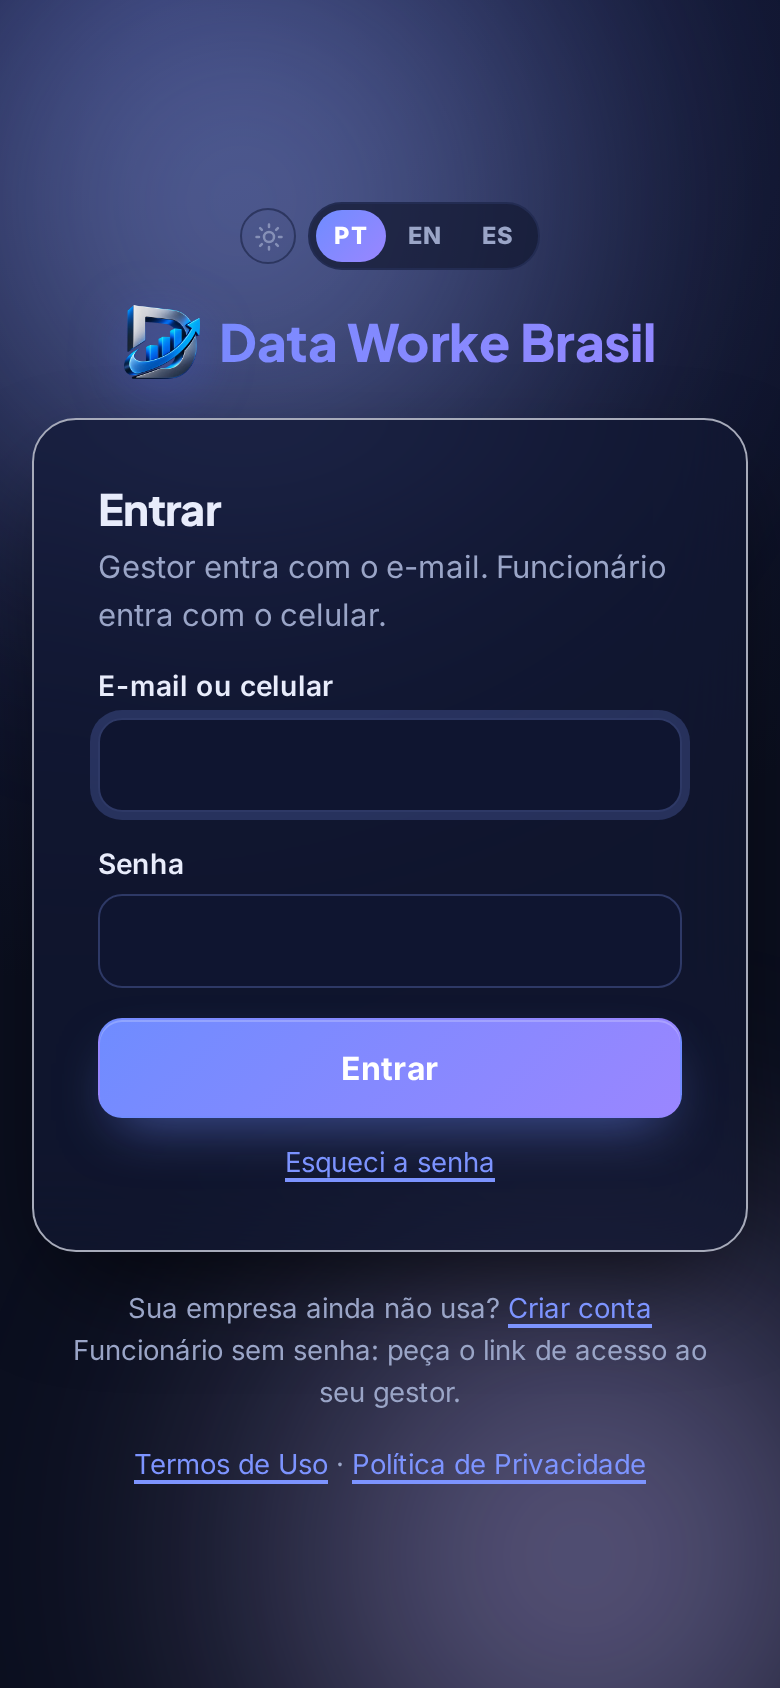 PT EN ES
Data Worke Brasil
Entrar
Gestor entra com o e-mail. Funcionário
entra com o celular.
E-mail ou celular
Senha
Entrar
Esqueci a senha
Sua empresa ainda não usa? Criar conta
Funcionário sem senha: peça o link de acesso ao
seu gestor.
Termos de Uso · Política de Privacidade